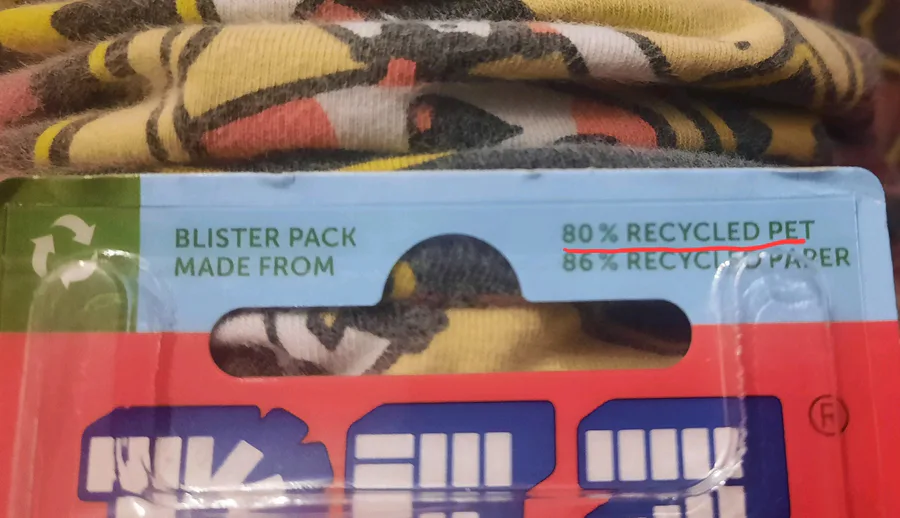 BLISTER PACK
MADE FROM
80% RECYCLED PET
86% RECYCLED PAPER
PEZ
®